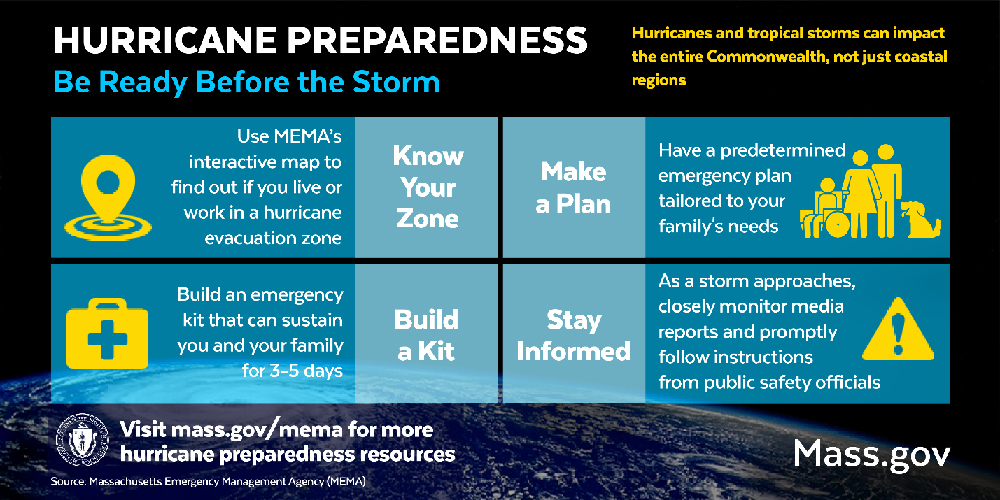 HURRICANE PREPAREDNESS
Be Ready Before the Storm
Hurricanes and tropical storms can impact
the entire Commonwealth, not just coastal
regions
Use MEMA's
interactive map to
find out if you live or
work in a hurricane
evacuation zone
Know
Your
Zone
Make
a Plan
Have a predetermined
emergency plan
tailored to your
family's needs
Build an emergency
kit that can sustain
you and your family
for 3-5 days
Build
a Kit
Stay
Informed
As a storm approaches,
closely monitor media
reports and promptly
follow instructions
from public safety officials
Visit mass.gov/mema for more
hurricane preparedness resources
Mass.gov
Source: Massachusetts Emergency Management Agency (MEMA)